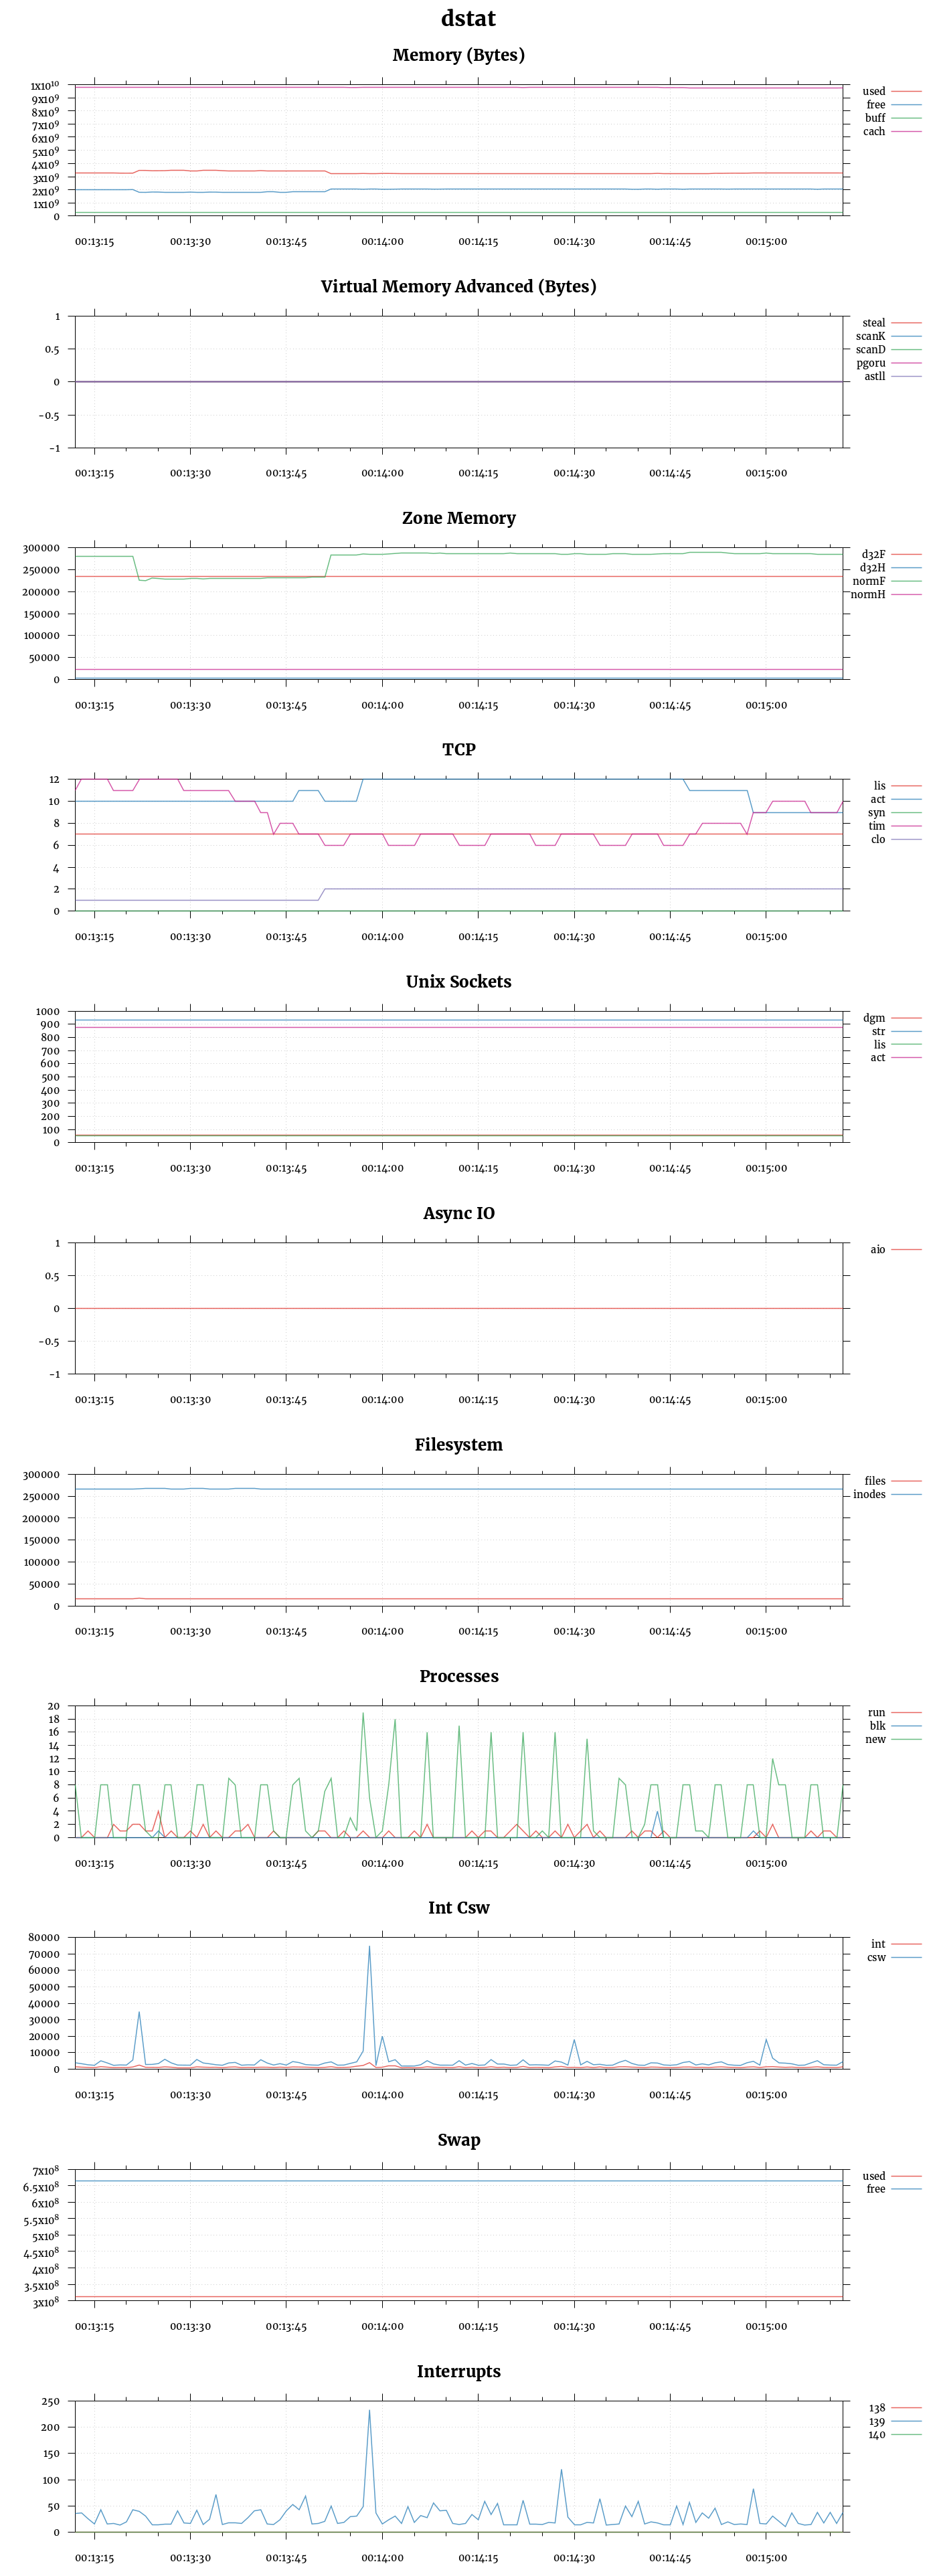 dstat
Memory (Bytes)
1x10¹⁰
9x10⁹
8x10⁹
7x10⁹
6x10⁹
5x10⁹
4x10⁹
3x10⁹
2x10⁹
1x10⁹
0
00:13:15 00:13:30 00:13:45 00:14:00 00:14:15 00:14:30 00:14:45 00:15:00
used
free
buff
cach
Virtual Memory Advanced (Bytes)
1
0.5
0
-0.5
-1
00:13:15 00:13:30 00:13:45 00:14:00 00:14:15 00:14:30 00:14:45 00:15:00
steal
scanK
scanD
pgoru
astll
Zone Memory
300000
250000
200000
150000
100000
50000
0
00:13:15 00:13:30 00:13:45 00:14:00 00:14:15 00:14:30 00:14:45 00:15:00
d32F
d32H
normF
normH
TCP
12
10
8
6
4
2
0
00:13:15 00:13:30 00:13:45 00:14:00 00:14:15 00:14:30 00:14:45 00:15:00
lis
act
syn
tim
clo
Unix Sockets
1000
900
800
700
600
500
400
300
200
100
0
00:13:15 00:13:30 00:13:45 00:14:00 00:14:15 00:14:30 00:14:45 00:15:00
dgm
str
lis
act
Async IO
1
0.5
0
-0.5
-1
00:13:15 00:13:30 00:13:45 00:14:00 00:14:15 00:14:30 00:14:45 00:15:00
aio
Filesystem
300000
250000
200000
150000
100000
50000
0
00:13:15 00:13:30 00:13:45 00:14:00 00:14:15 00:14:30 00:14:45 00:15:00
files
inodes
Processes
20
18
16
14
12
10
8
6
4
2
0
00:13:15 00:13:30 00:13:45 00:14:00 00:14:15 00:14:30 00:14:45 00:15:00
run
blk
new
Int Csw
80000
70000
60000
50000
40000
30000
20000
10000
0
00:13:15 00:13:30 00:13:45 00:14:00 00:14:15 00:14:30 00:14:45 00:15:00
int
csw
Swap
7x10⁸
6.5x10⁸
6x10⁸
5.5x10⁸
5x10⁸
4.5x10⁸
4x10⁸
3.5x10⁸
3x10⁸
00:13:15 00:13:30 00:13:45 00:14:00 00:14:15 00:14:30 00:14:45 00:15:00
used
free
Interrupts
250
200
150
100
50
0
00:13:15 00:13:30 00:13:45 00:14:00 00:14:15 00:14:30 00:14:45 00:15:00
138
139
140